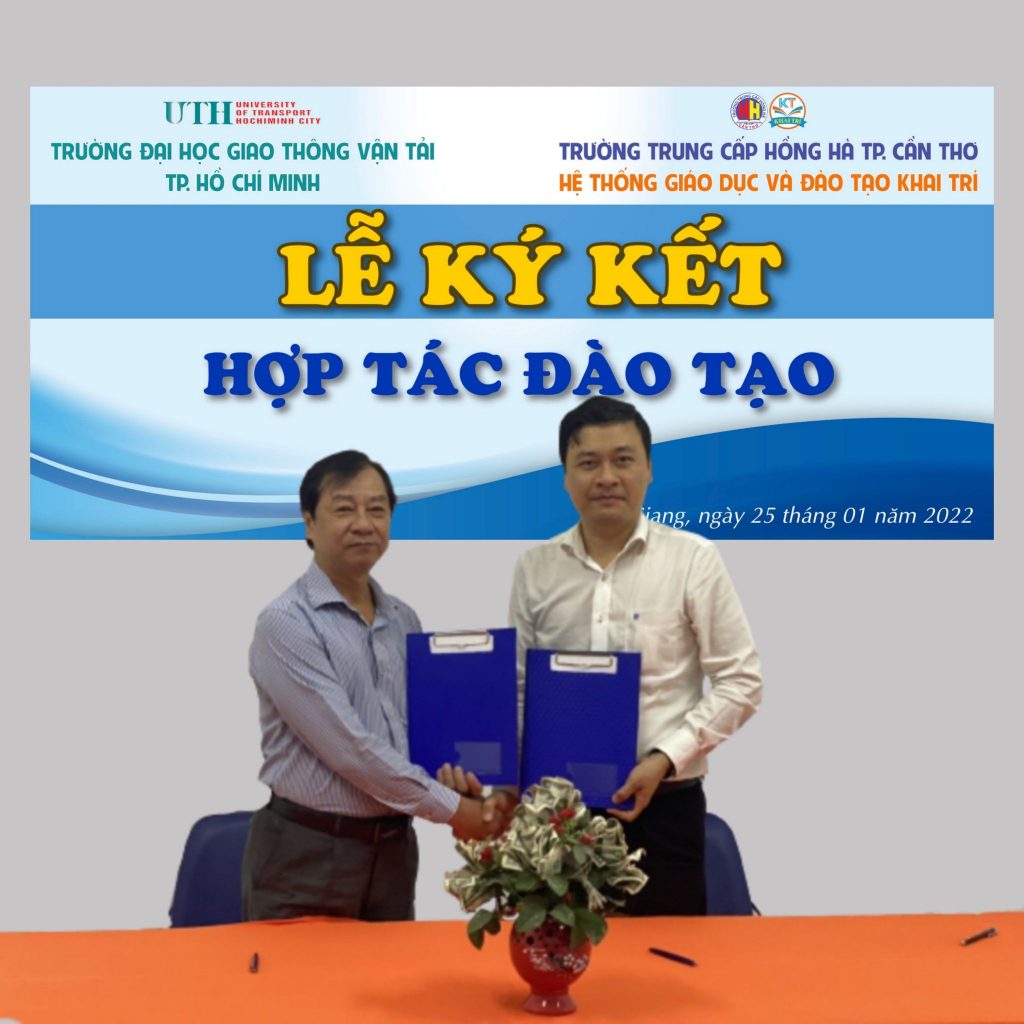 UTH UNIVERSITY
OF TRANSPORT
HOCHIMINH CITY
TRƯỜNG ĐẠI HỌC GIAO THÔNG VẬN TẢI
TP. HỒ CHÍ MINH
KT
KHAI TRÍ
TRƯỜNG TRUNG CẤP HỒNG HÀ TP. CẦN THƠ
HỆ THỐNG GIÁO DỤC VÀ ĐÀO TẠO KHAI TRÍ
LỄ KÝ KẾT
HỢP TÁC ĐÀO TẠO
ngày 25 tháng 01 năm 2022